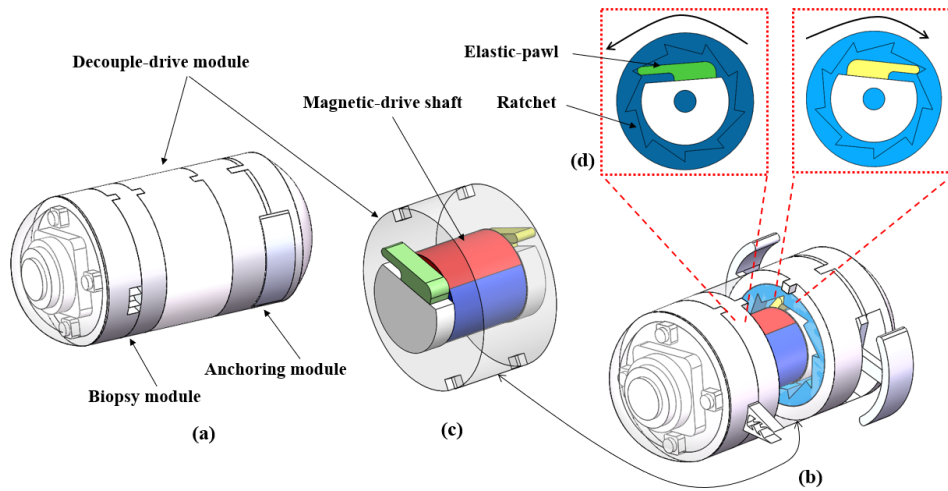 Decouple-drive module
Elastic-pawl
Magnetic-drive shaft
Ratchet
(d)
Anchoring module
Biopsy module
(a)
(c)
(b)